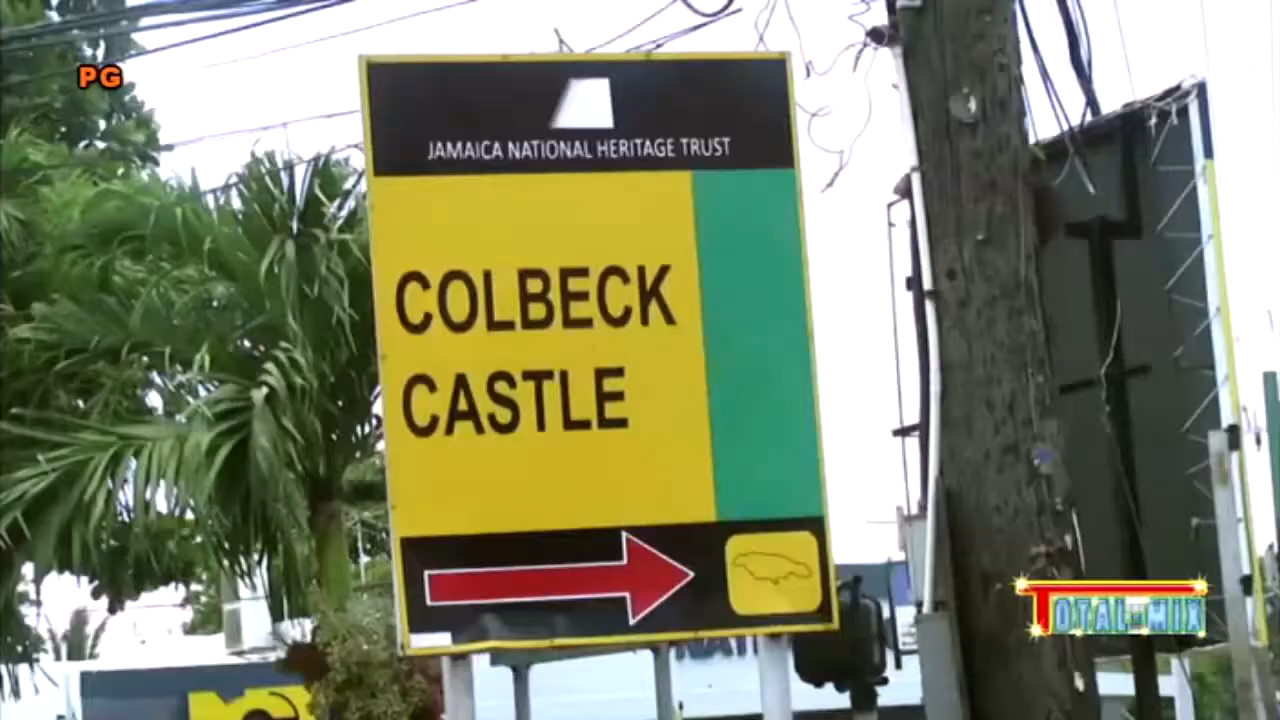 PG
JAMAICA NATIONAL HERITAGE TRUST
COLBECK
CASTLE
TOTAL MIX